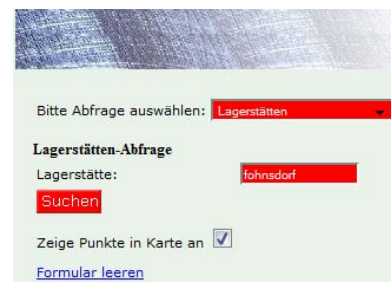 Bitte Abfrage auswählen: Lagerstätten
Lagerstätten-Abfrage
Lagerstätte: fohnsdorf
Suchen
Zeige Punkte in Karte an
Formular leeren